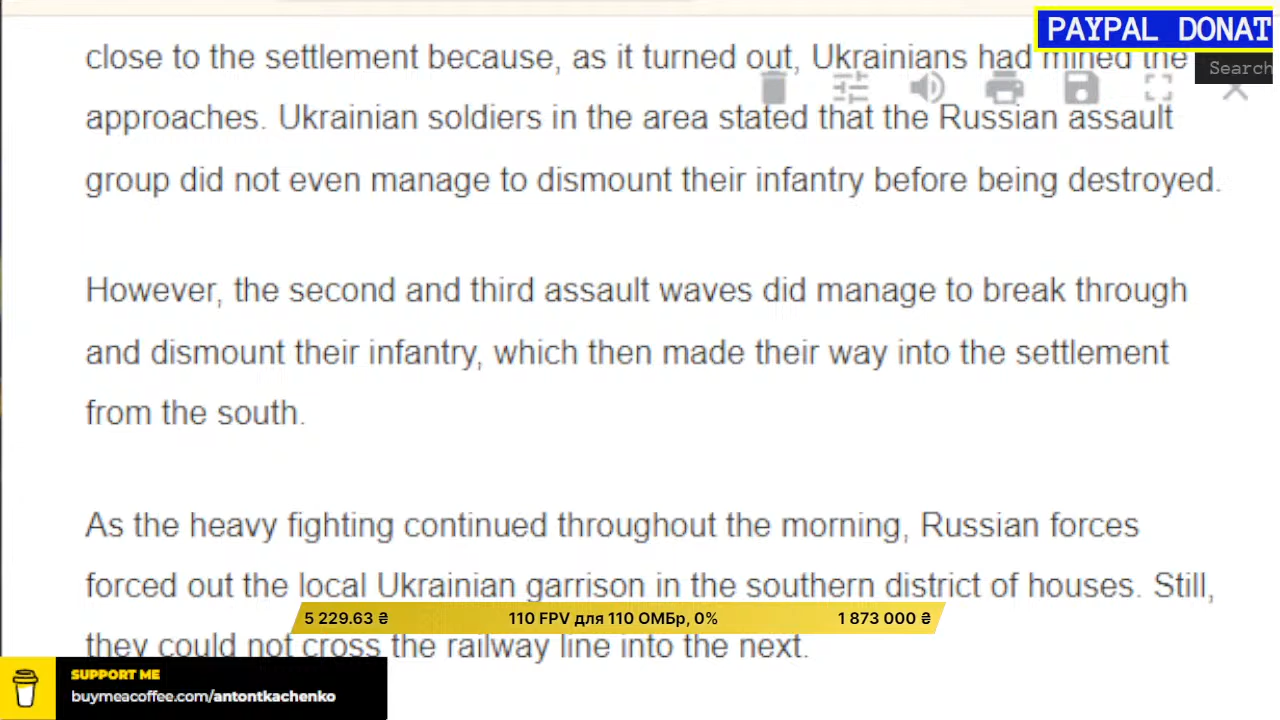 PAYPAL DONAT
Search
close to the settlement because, as it turned out, Ukrainians had mined the
approaches. Ukrainian soldiers in the area stated that the Russian assault
group did not even manage to dismount their infantry before being destroyed.
However, the second and third assault waves did manage to break through
and dismount their infantry, which then made their way into the settlement
from the south.
As the heavy fighting continued throughout the morning, Russian forces
forced out the local Ukrainian garrison in the southern district of houses. Still,
5 229.63 ₴ 110 FPV для 110 ОМБр, 0% 1 873 000 ₴
they could not cross the railway line into the next.
SUPPORT ME
buymeacoffee.com/antontkachenko